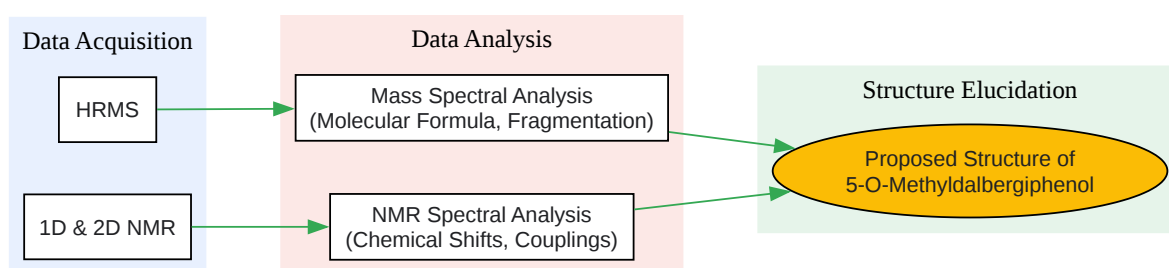 Data Acquisition
HRMS
1D & 2D NMR
Data Analysis
Mass Spectral Analysis
(Molecular Formula, Fragmentation)
NMR Spectral Analysis
(Chemical Shifts, Couplings)
Structure Elucidation
Proposed Structure of
5-O-Methyldalbergiphenol